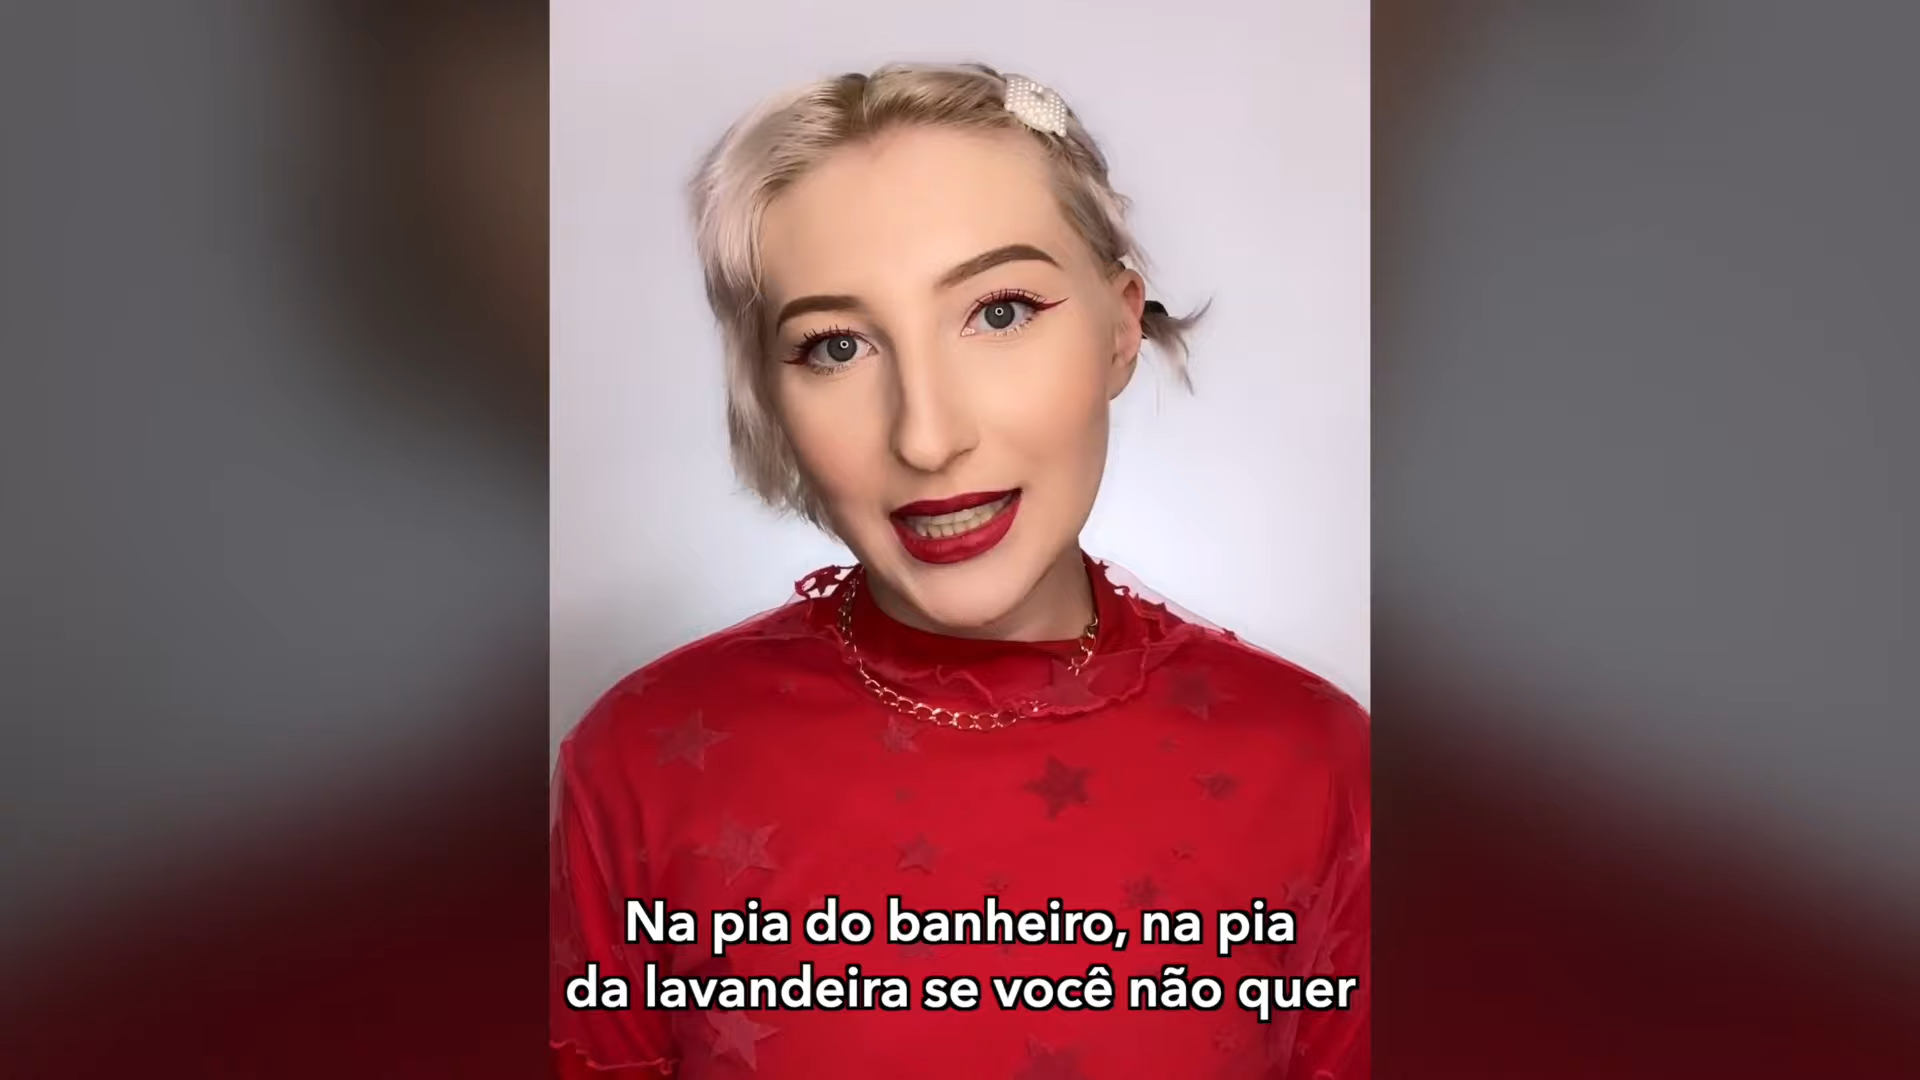 Na pia do banheiro, na pia
da lavandeira se você não quer